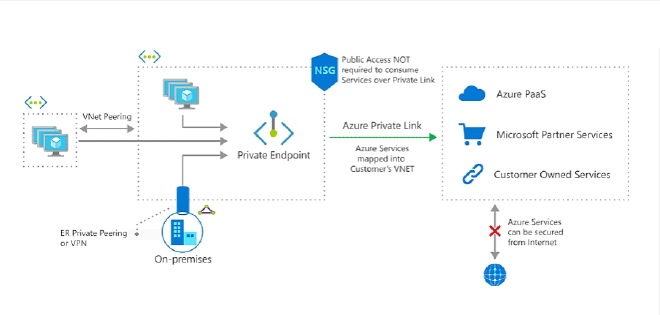 Public Access NOT
required to consume
Services over Private Link
NSG
VNet Peering
Private Endpoint
Azure Private Link
Azure Services
mapped into
Customer's VNET
Azure PaaS
Microsoft Partner Services
Customer Owned Services
ER Private Peering
or VPN
On-premises
Azure Services
can be secured
from Internet